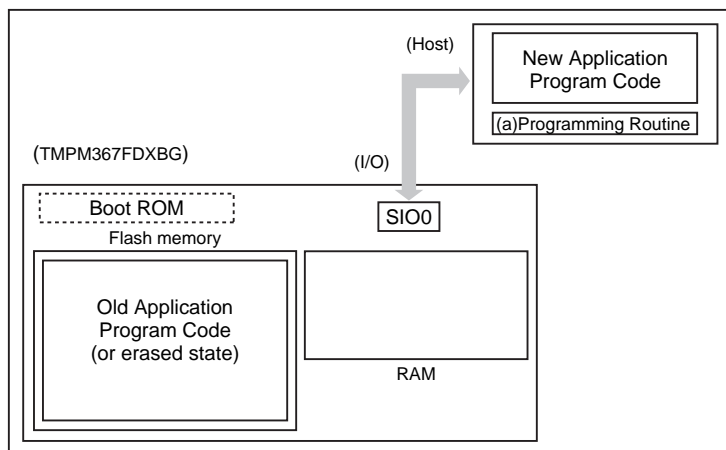 (Host)
New Application
Program Code
(a)Programming Routine
(TMPM367FDXBG)
(I/O)
Boot ROM
SIO0
Flash memory
Old Application
Program Code
(or erased state)
RAM